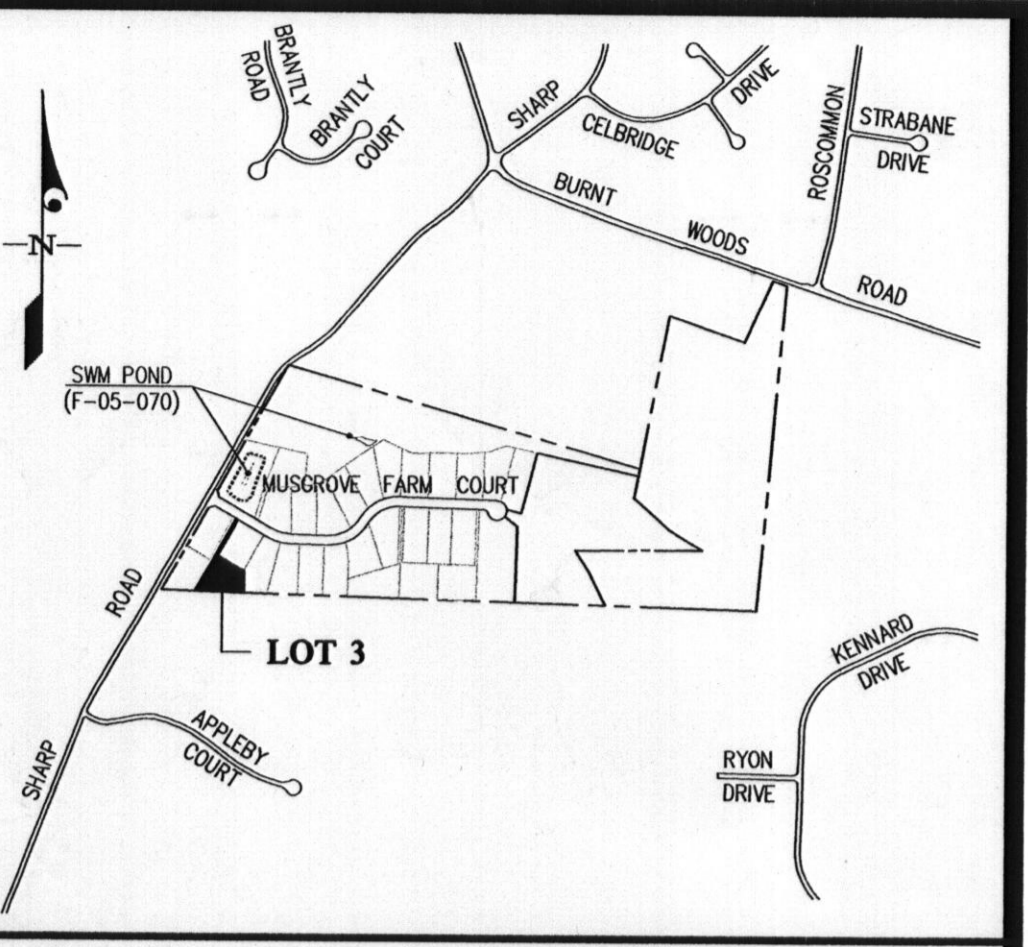 BRANTLY
ROAD
BRANTLY
COURT
SHARP
CELBRIDGE
DRIVE
ROSCOMMON
STRABANE
DRIVE
BURNT
WOODS
ROAD
N
SWM POND
(F-05-070)
MUSGROVE FARM COURT
ROAD
LOT 3
SHARP
APPLEBY
COURT
KENNARD
DRIVE
RYON
DRIVE